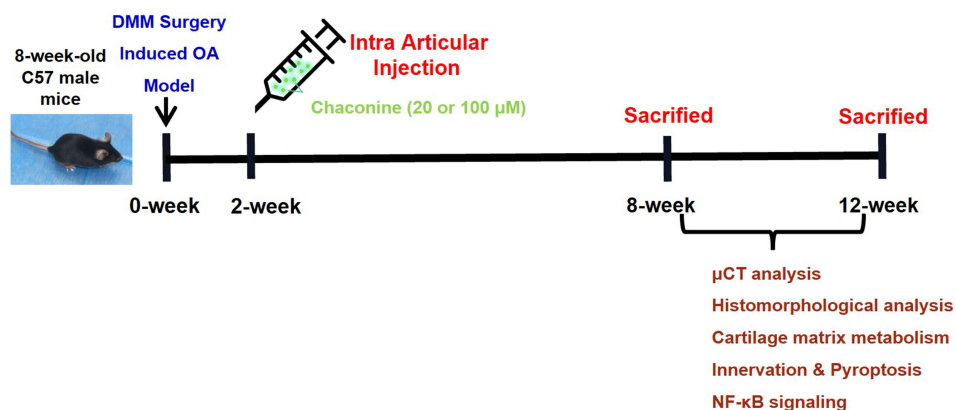 8-week-old
C57 male
mice
DMM Surgery
Induced OA
Model
Intra Articular
Injection
Chaconine (20 or 100 μM)
Sacrificed
Sacrificed
0-week
2-week
8-week
12-week
μCT analysis
Histomorphological analysis
Cartilage matrix metabolism
Innervation & Pyroptosis
NF-κB signaling